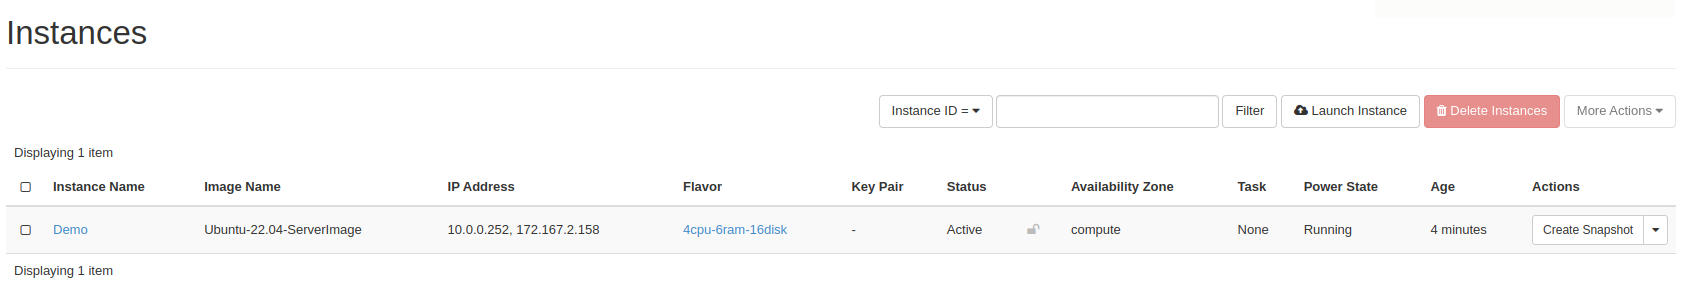 Instances
Instance ID = Filter Launch Instance Delete Instances More Actions
Displaying 1 item
Instance Name Image Name IP Address Flavor Key Pair Status Availability Zone Task Power State Age Actions
Demo Ubuntu-22.04-ServerImage 10.0.0.252, 172.167.2.158 4cpu-6ram-16disk - Active compute None Running 4 minutes Create Snapshot
Displaying 1 item